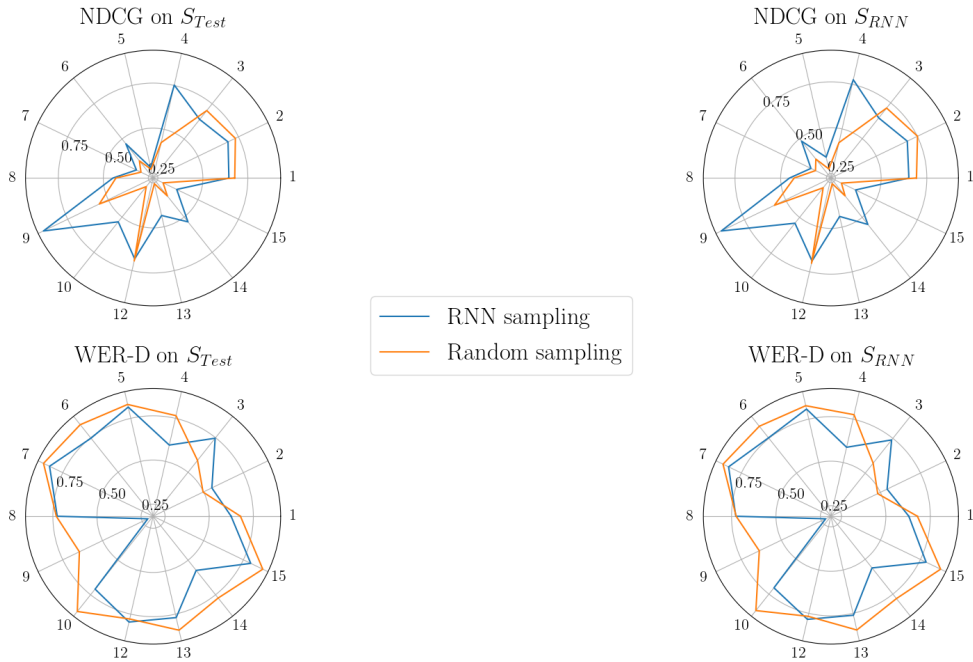 NDCG on S_Test
NDCG on S_RNN
5 4
6 3
7 2
8 1
9 15
10 14
12 13
0.75 0.50 0.25
5 4
6 3
7 2
8 1
9 15
10 14
12 13
0.75 0.50 0.25
RNN sampling
Random sampling
WER-D on S_Test
WER-D on S_RNN
5 4
6 3
7 2
8 1
9 15
10 14
12 13
0.75 0.50 0.25
5 4
6 3
7 2
8 1
9 15
10 14
12 13
0.75 0.50 0.25